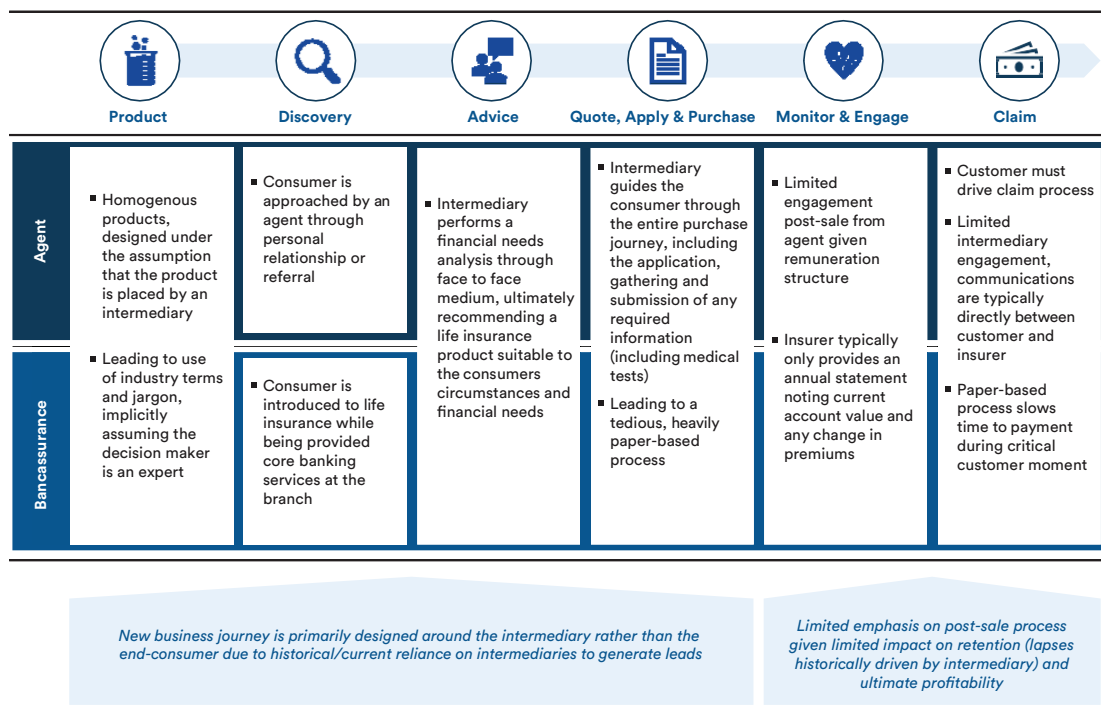 Product
Discovery
Advice
Quote, Apply & Purchase
Monitor & Engage
Claim
Agent
Bancassurance
▪ Homogenous
products,
designed under
the assumption
that the product
is placed by an
intermediary
▪ Leading to use
of industry terms
and jargon,
implicitly
assuming the
decision maker
is an expert
▪ Consumer is
approached by an
agent through
personal
relationship or
referral
▪ Consumer is
introduced to life
insurance while
being provided
core banking
services at the
branch
▪ Intermediary
performs a
financial needs
analysis through
face to face
medium, ultimately
recommending a
life insurance
product suitable to
the consumers
circumstances and
financial needs
▪ Intermediary
guides the
consumer through
the entire purchase
journey, including
the application,
gathering and
submission of any
required
information
(including medical
tests)
▪ Leading to a
tedious, heavily
paper-based
process
▪ Limited
engagement
post-sale from
agent given
remuneration
structure
▪ Insurer typically
only provides an
annual statement
noting current
account value and
any change in
premiums
▪ Customer must
drive claim process
▪ Limited
intermediary
engagement,
communications
are typically
directly between
customer and
insurer
▪ Paper-based
process slows
time to payment
during critical
customer moment
New business journey is primarily designed around the intermediary rather than the
end-consumer due to historical/current reliance on intermediaries to generate leads
Limited emphasis on post-sale process
given limited impact on retention (lapses
historically driven by intermediary) and
ultimate profitability